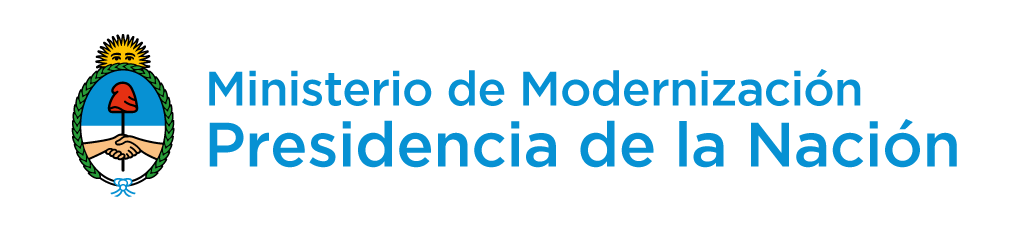 Ministerio de Modernización
Presidencia de la Nación